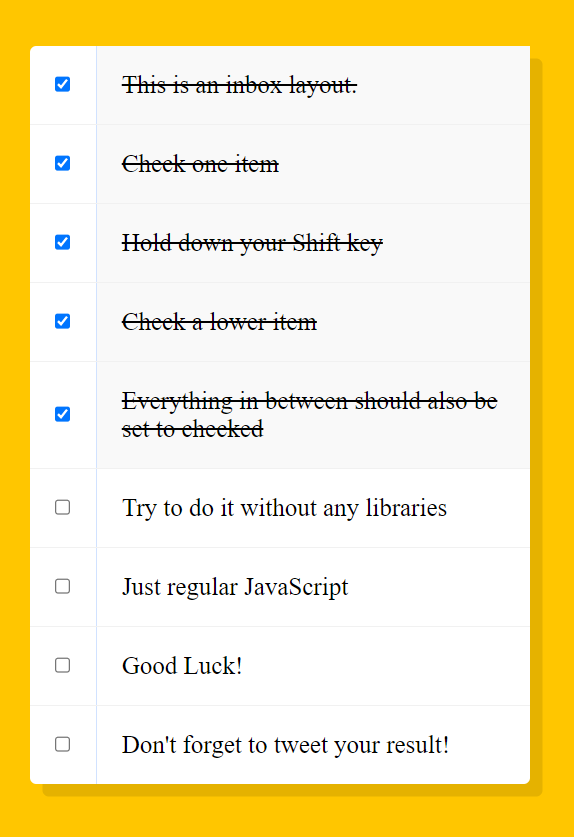 This is an inbox layout.
Check one item
Hold down your Shift key
Check a lower item
Everything in between should also be
set to checked
Try to do it without any libraries
Just regular JavaScript
Good Luck!
Don't forget to tweet your result!